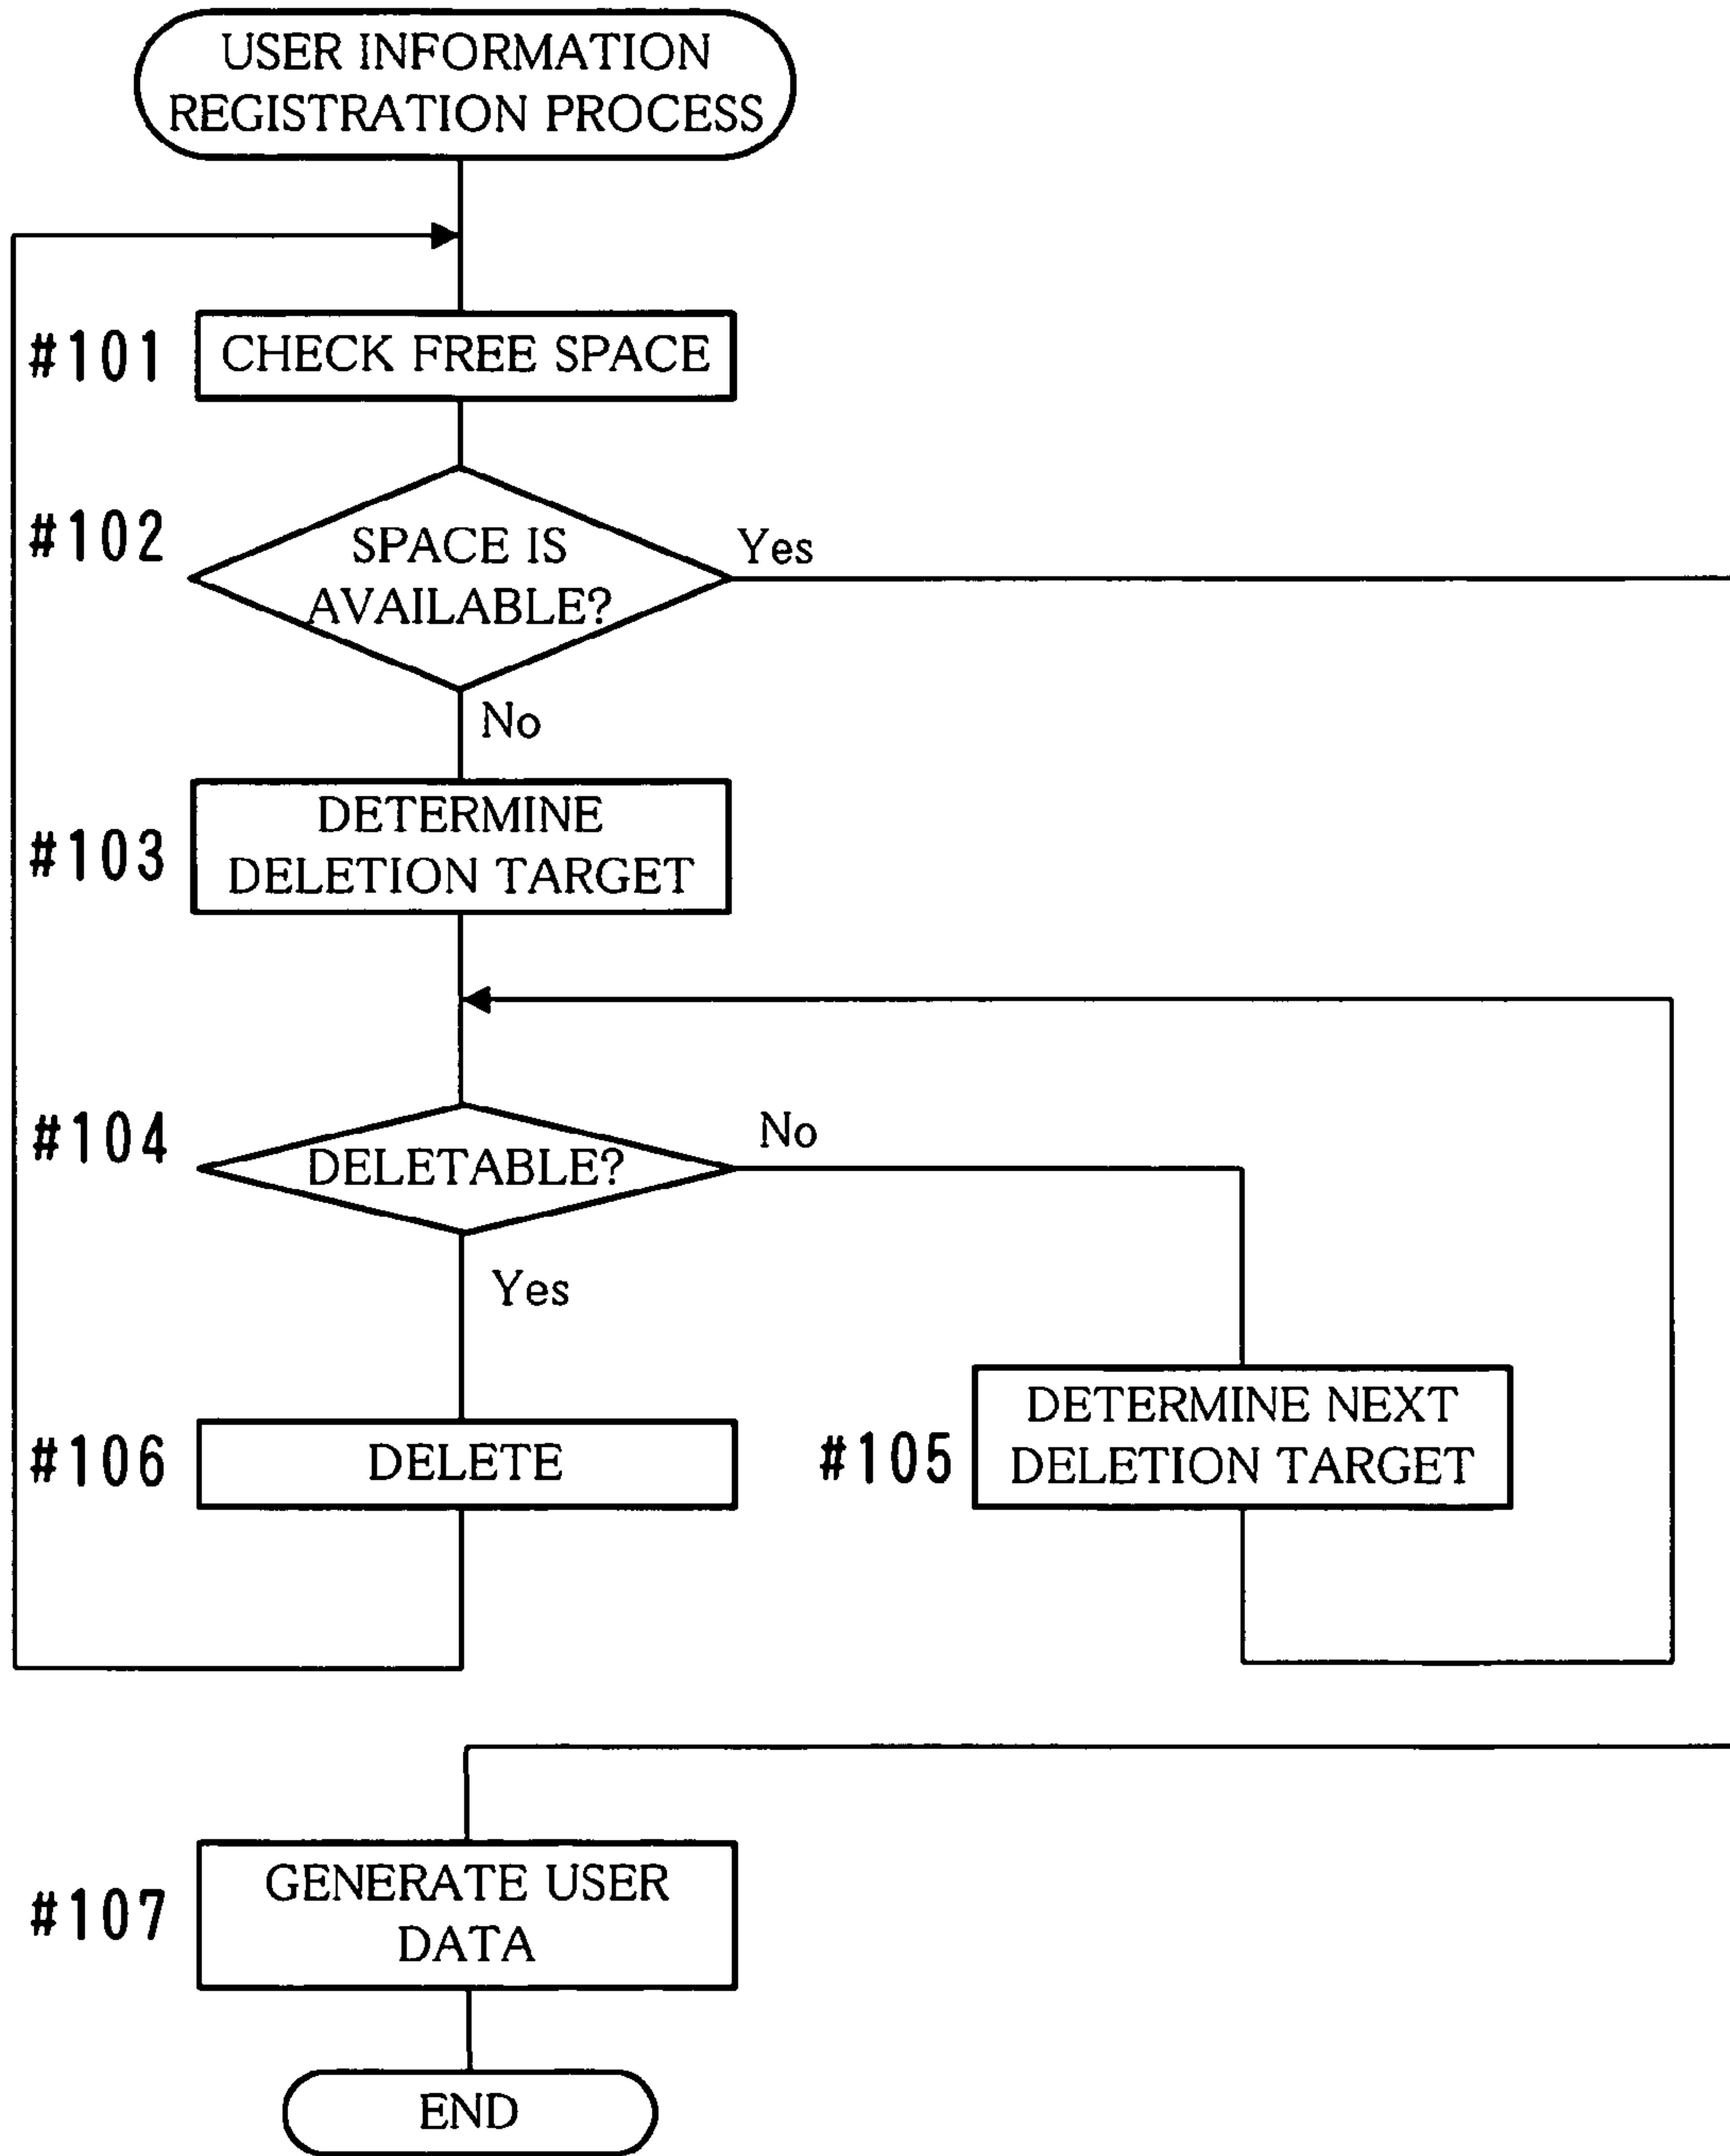 USER INFORMATION
REGISTRATION PROCESS
#101
CHECK FREE SPACE
#102
SPACE IS
AVAILABLE?
Yes
No
#103
DETERMINE
DELETION TARGET
#104
DELETABLE?
No
Yes
#106
DELETE
#105
DETERMINE NEXT
DELETION TARGET
#107
GENERATE USER
DATA
END